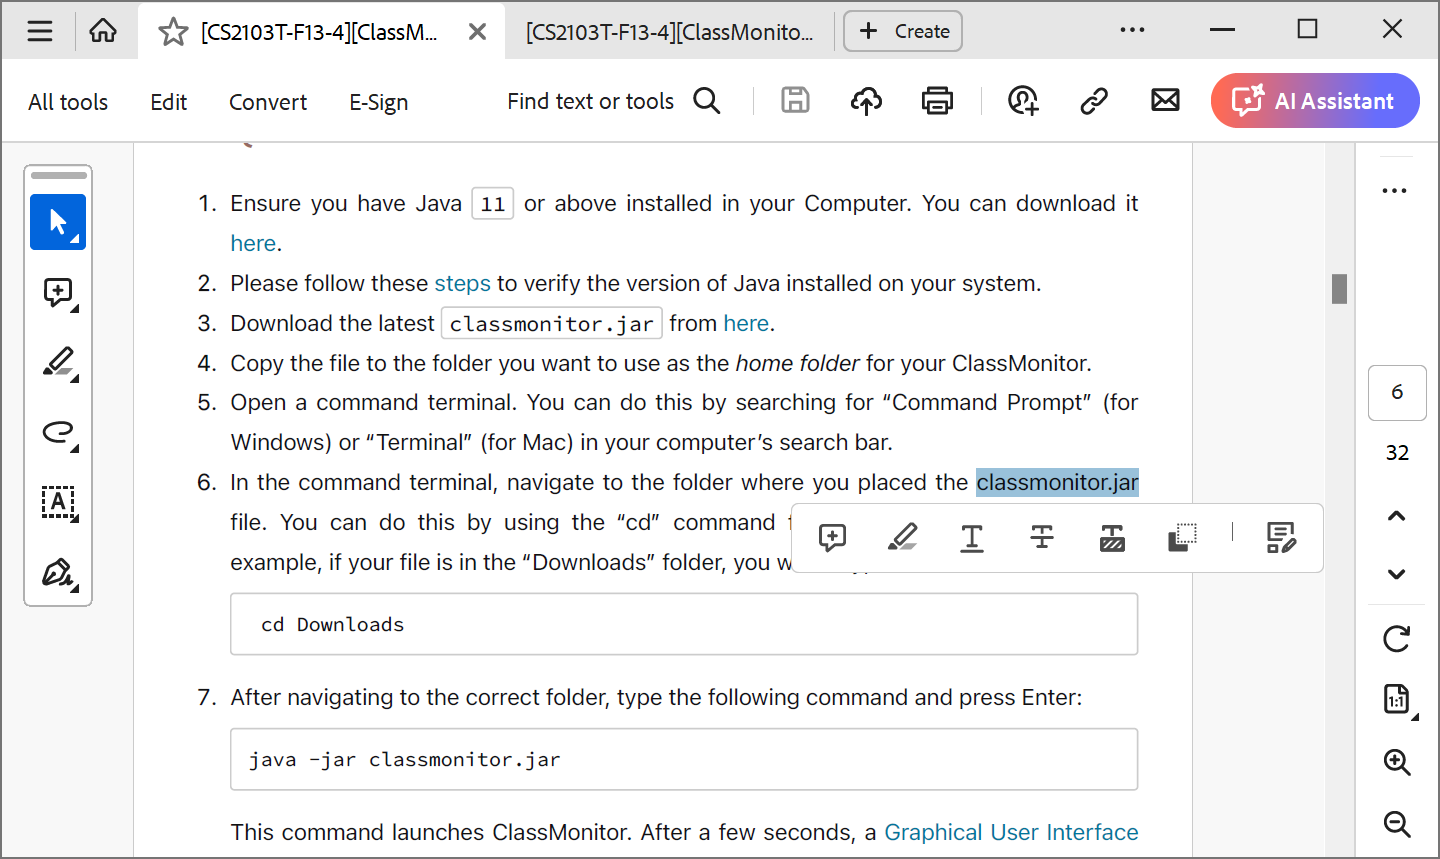 [CS2103T-F13-4][ClassM...
[CS2103T-F13-4][ClassMonito...
Create
All tools
Edit
Convert
E-Sign
Find text or tools
AI Assistant
1. Ensure you have Java 11 or above installed in your Computer. You can download it
here.
2. Please follow these steps to verify the version of Java installed on your system.
3. Download the latest classmonitor.jar from here.
4. Copy the file to the folder you want to use as the home folder for your ClassMonitor.
5. Open a command terminal. You can do this by searching for “Command Prompt” (for
Windows) or “Terminal” (for Mac) in your computer’s search bar.
6. In the command terminal, navigate to the folder where you placed the classmonitor.jar
file. You can do this by using the “cd” command
example, if your file is in the “Downloads” folder, you
cd Downloads
7. After navigating to the correct folder, type the following command and press Enter:
java -jar classmonitor.jar
This command launches ClassMonitor. After a few seconds, a Graphical User Interface
A
6
32
1:1